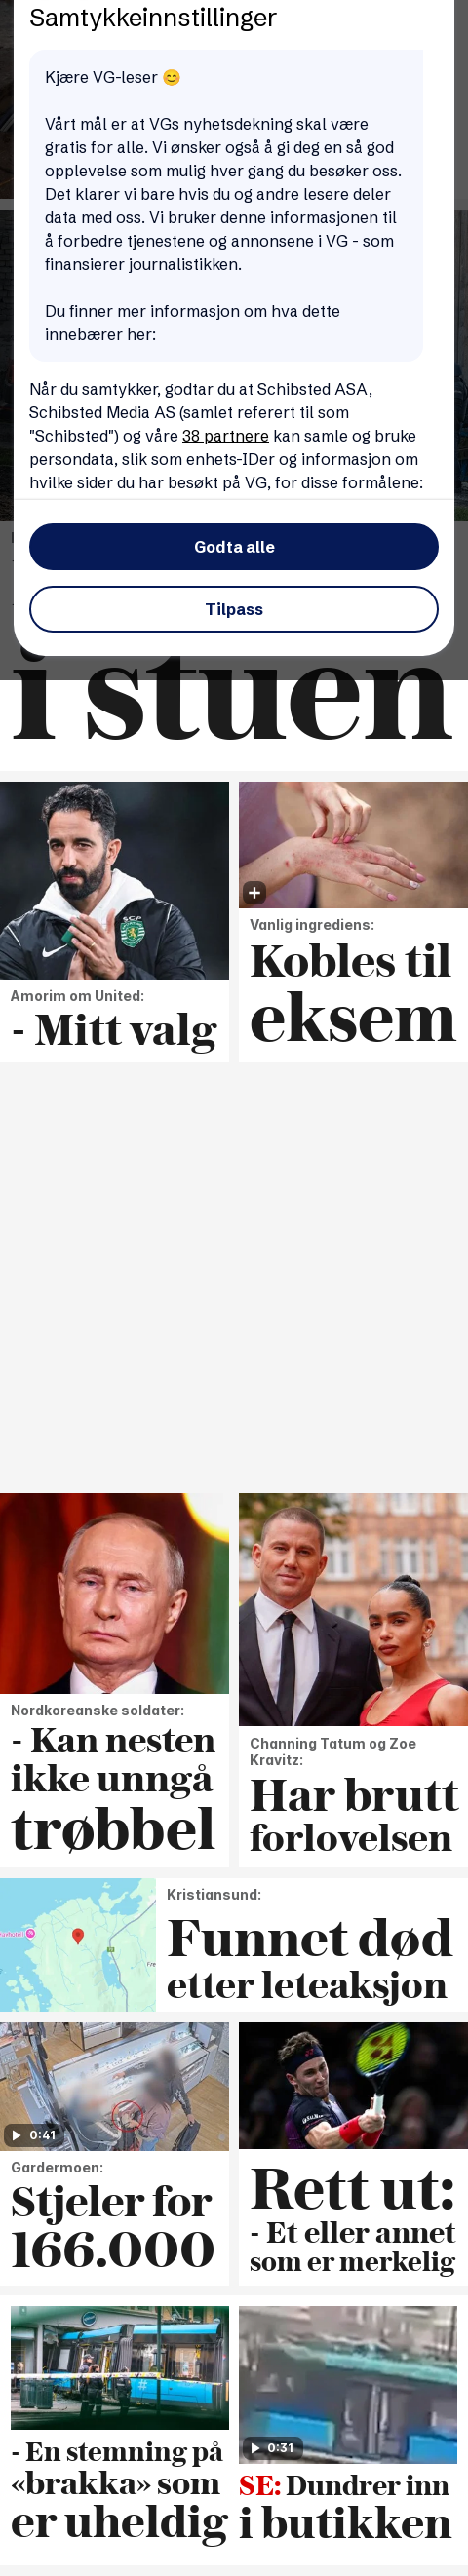 Samtykkeinnstillinger
Kjære VG-leser 😊
Vårt mål er at VGs nyhetsdekning skal være
gratis for alle. Vi ønsker også å gi deg en så god
opplevelse som mulig hver gang du besøker oss.
Det klarer vi bare hvis du og andre lesere deler
data med oss. Vi bruker denne informasjonen til
å forbedre tjenestene og annonsene i VG - som
finansierer journalistikken.
Du finner mer informasjon om hva dette
innebærer her:
Når du samtykker, godtar du at Schibsted ASA,
Schibsted Media AS (samlet referert til som
"Schibsted") og våre 38 partnere kan samle og bruke
persondata, slik som enhets-IDer og informasjon om
hvilke sider du har besøkt på VG, for disse formålene:
Godta alle
Tilpass
i stuen
SCP
Amorim om United:
- Mitt valg
Vanlig ingrediens:
Kobles til
eksem
Nordkoreanske soldater:
- Kan nesten
ikke unngå
trøbbel
Channing Tatum og Zoe
Kravitz:
Har brutt
forlovelsen
Kristiansund:
Funnet død
etter leteaksjon
0:41
Gardermoen:
Stjeler for
166.000
Rett ut:
- Et eller annet
som er merkelig
- En stemning på
«brakka» som
er uheldig
0:31
SE: Dundrer inn
i butikken